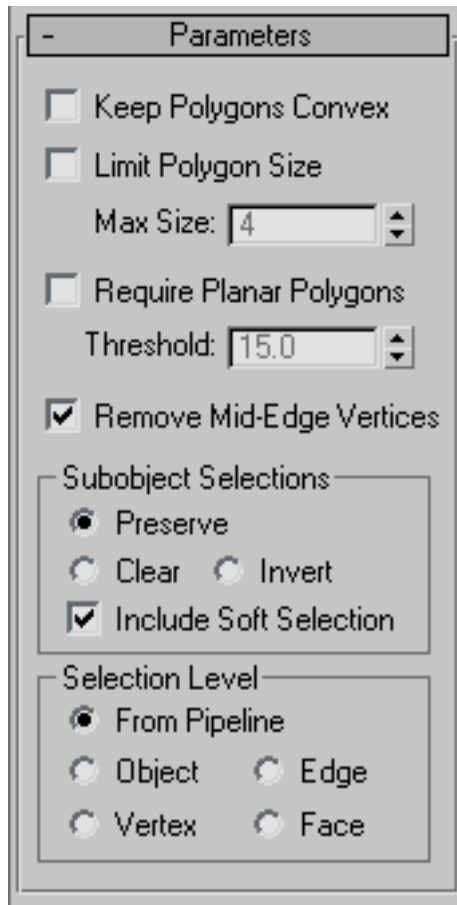 - Parameters
Keep Polygons Convex
Limit Polygon Size
Max Size: 4
Require Planar Polygons
Threshold: 15.0
Remove Mid-Edge Vertices
Subobject Selections
Preserve
Clear Invert
Include Soft Selection
Selection Level
From Pipeline
Object Edge
Vertex Face